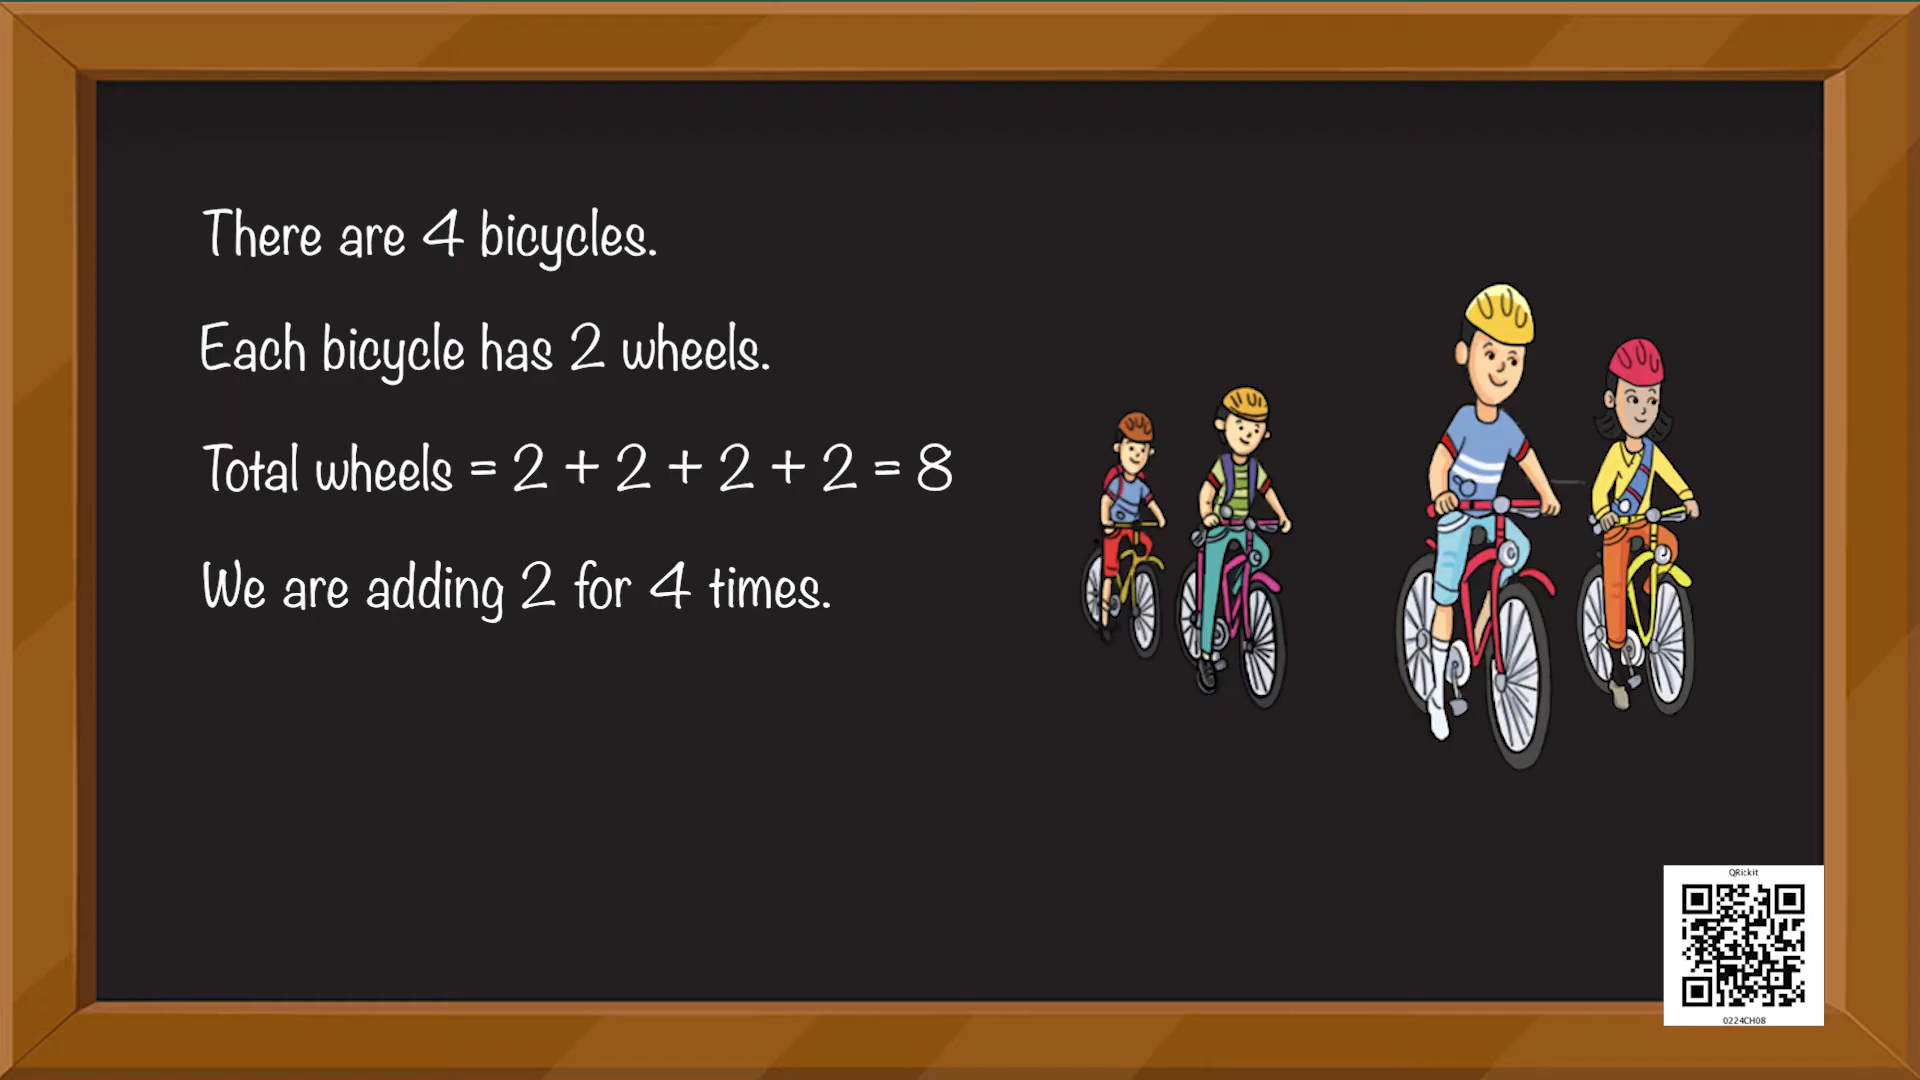 There are 4 bicycles.
Each bicycle has 2 wheels.
Total wheels = 2 + 2 + 2 + 2 = 8
We are adding 2 for 4 times.
QRickit
0224CH08